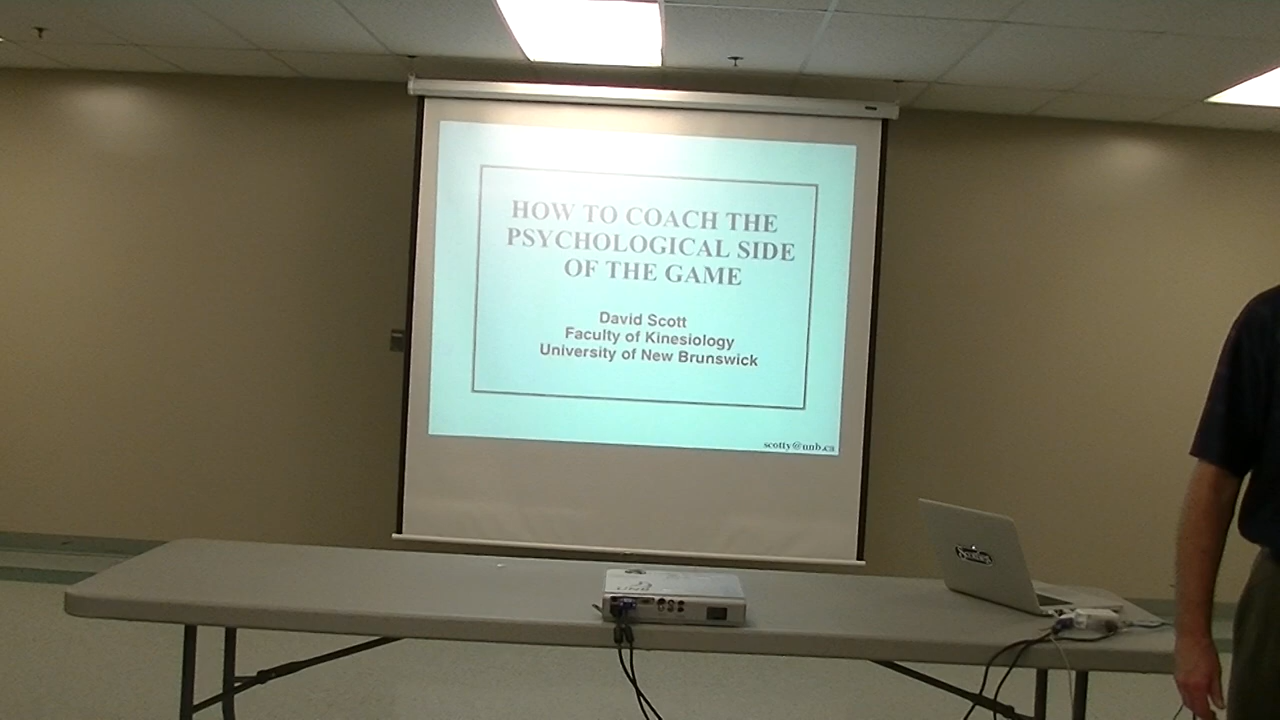 HOW TO COACH THE
PSYCHOLOGICAL SIDE
OF THE GAME
David Scott
Faculty of Kinesiology
University of New Brunswick
scotty@unb.ca
UNB